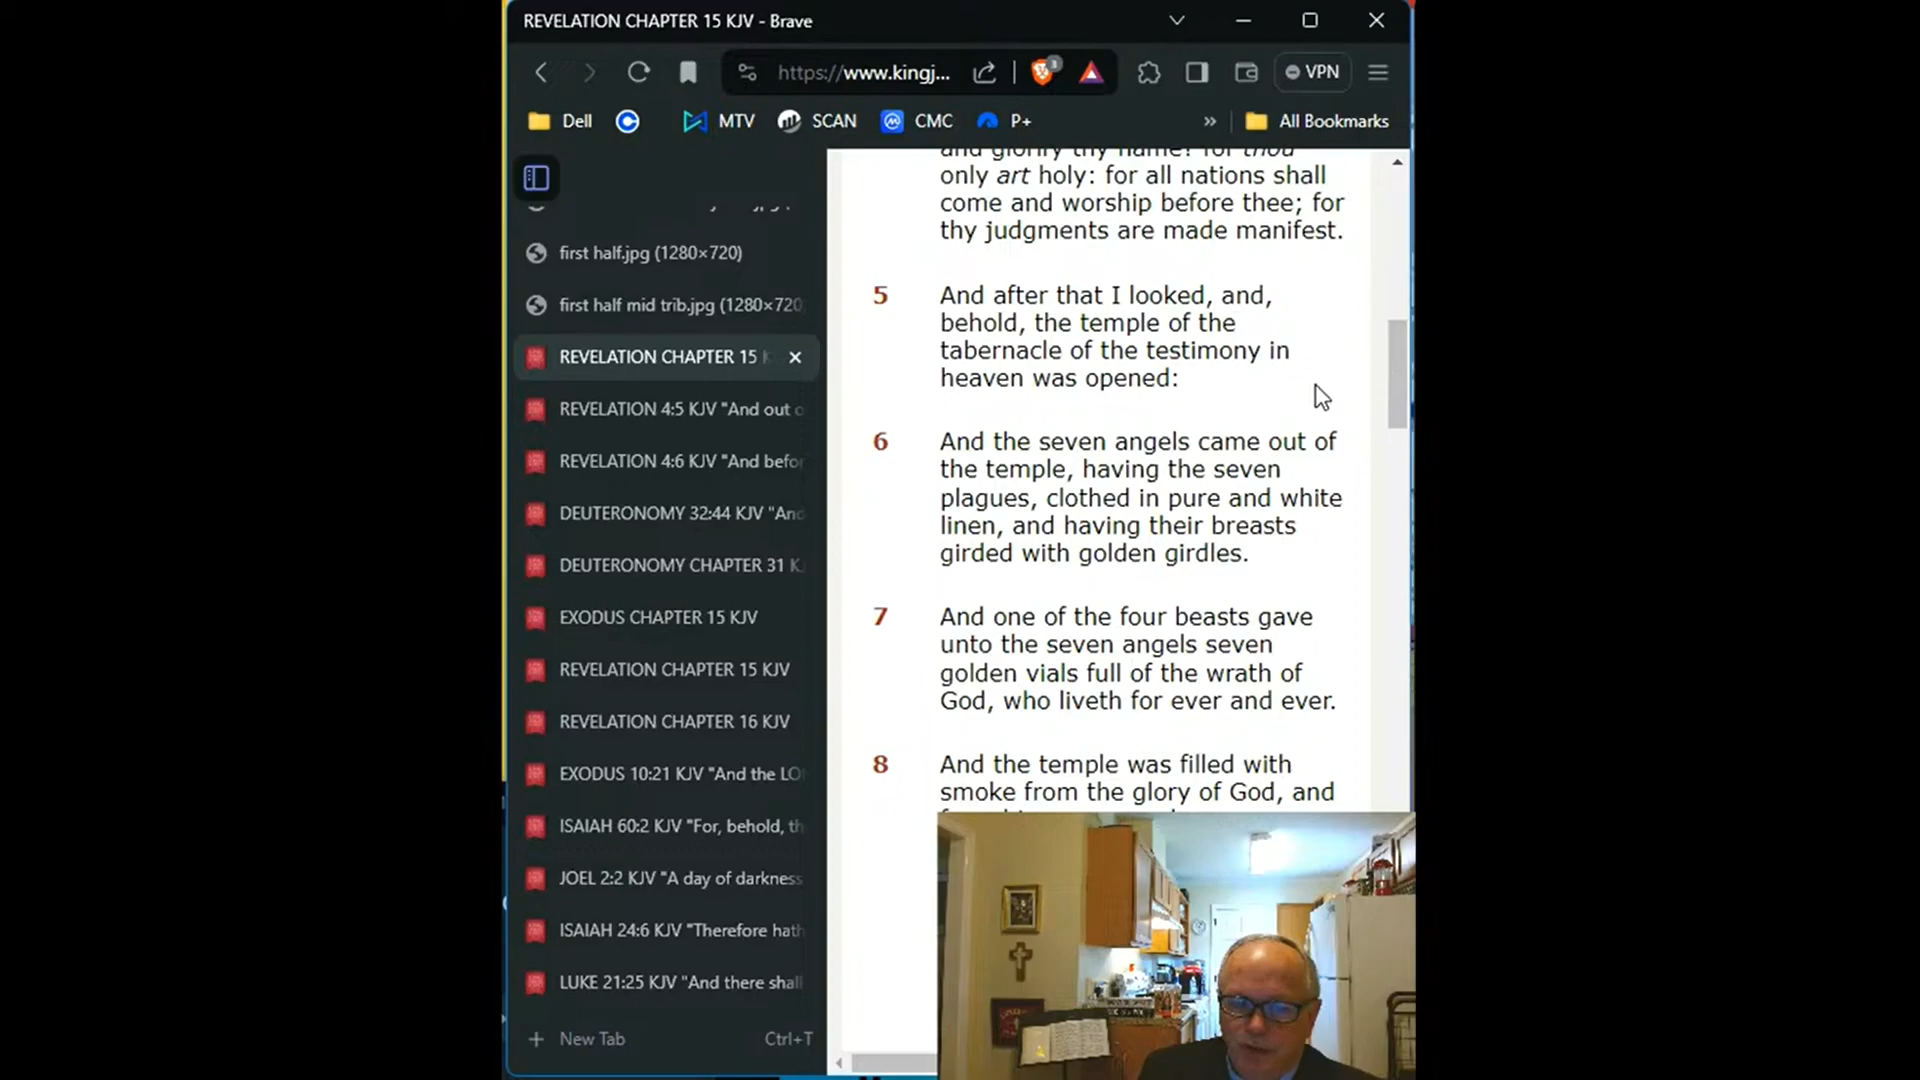 REVELATION CHAPTER 15 KJV - Brave
https://www.kingj...
3
VPN
Dell
MTV
SCAN
CMC
P+
»
All Bookmarks
first half.jpg (1280×720)
first half mid trib.jpg (1280×720
REVELATION CHAPTER 15
REVELATION 4:5 KJV "And out o
REVELATION 4:6 KJV "And befor
DEUTERONOMY 32:44 KJV "And
DEUTERONOMY CHAPTER 31 K
EXODUS CHAPTER 15 KJV
REVELATION CHAPTER 15 KJV
REVELATION CHAPTER 16 KJV
EXODUS 10:21 KJV "And the LO
ISAIAH 60:2 KJV "For, behold, th
JOEL 2:2 KJV "A day of darkness
ISAIAH 24:6 KJV "Therefore hath
LUKE 21:25 KJV "And there shall
New Tab Ctrl+T
and glorify thy name? for thou
only art holy: for all nations shall
come and worship before thee; for
thy judgments are made manifest.
5 And after that I looked, and,
behold, the temple of the
tabernacle of the testimony in
heaven was opened:
6 And the seven angels came out of
the temple, having the seven
plagues, clothed in pure and white
linen, and having their breasts
girded with golden girdles.
7 And one of the four beasts gave
unto the seven angels seven
golden vials full of the wrath of
God, who liveth for ever and ever.
8 And the temple was filled with
smoke from the glory of God, and